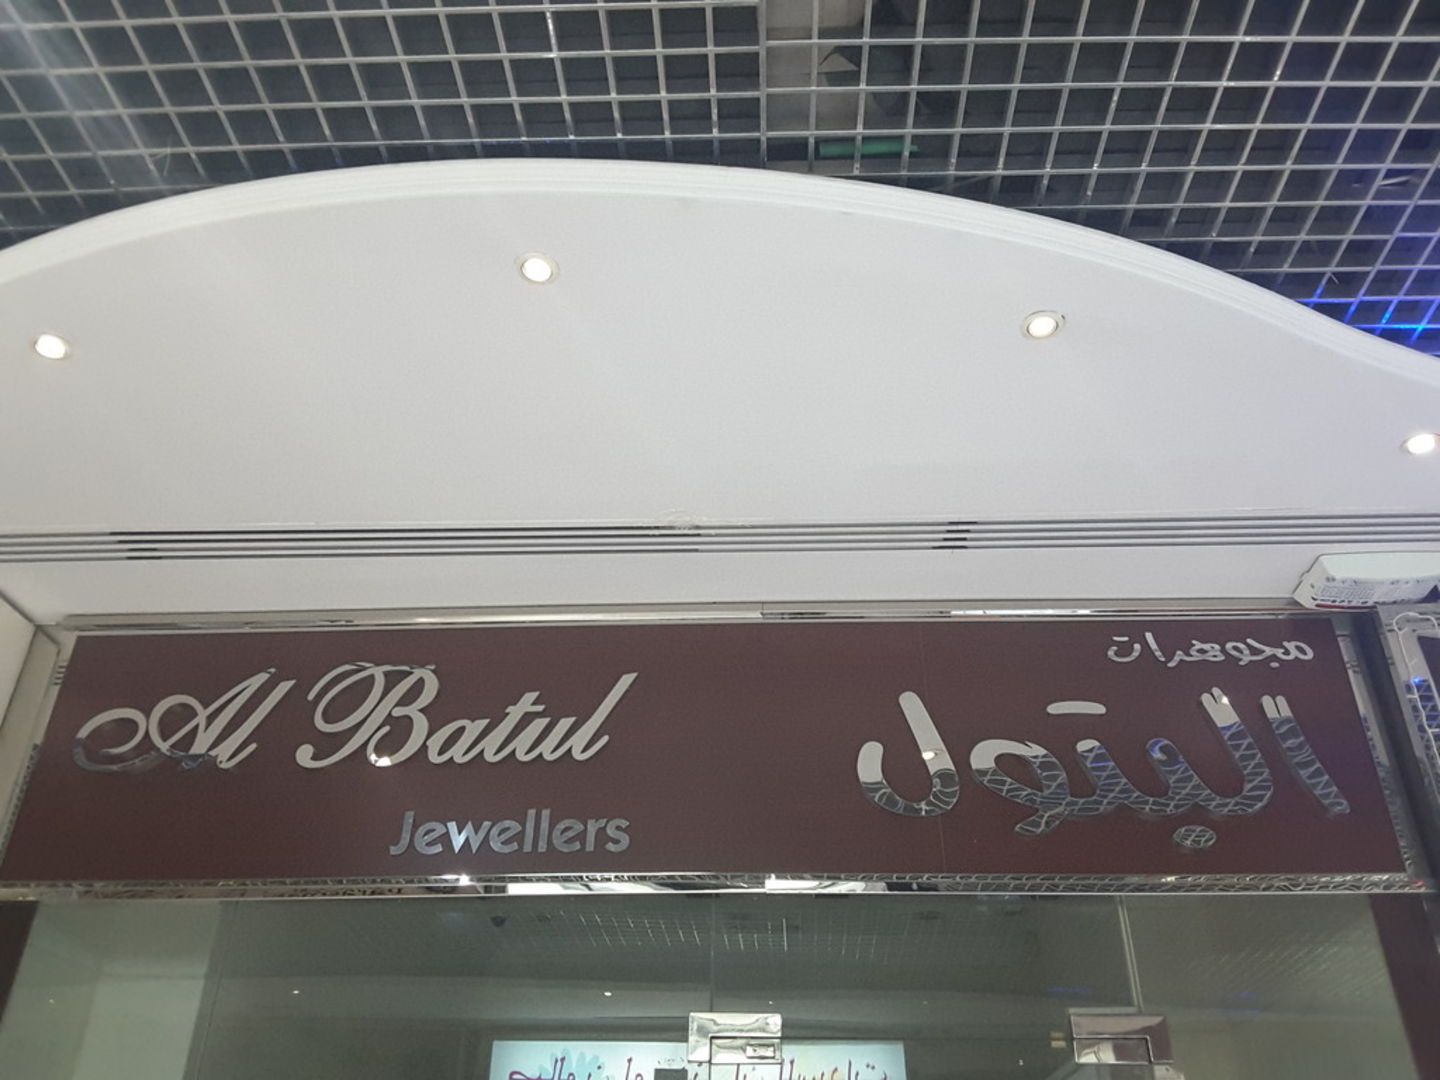 Al Batul
Jewellers
مجوهرات
البتول